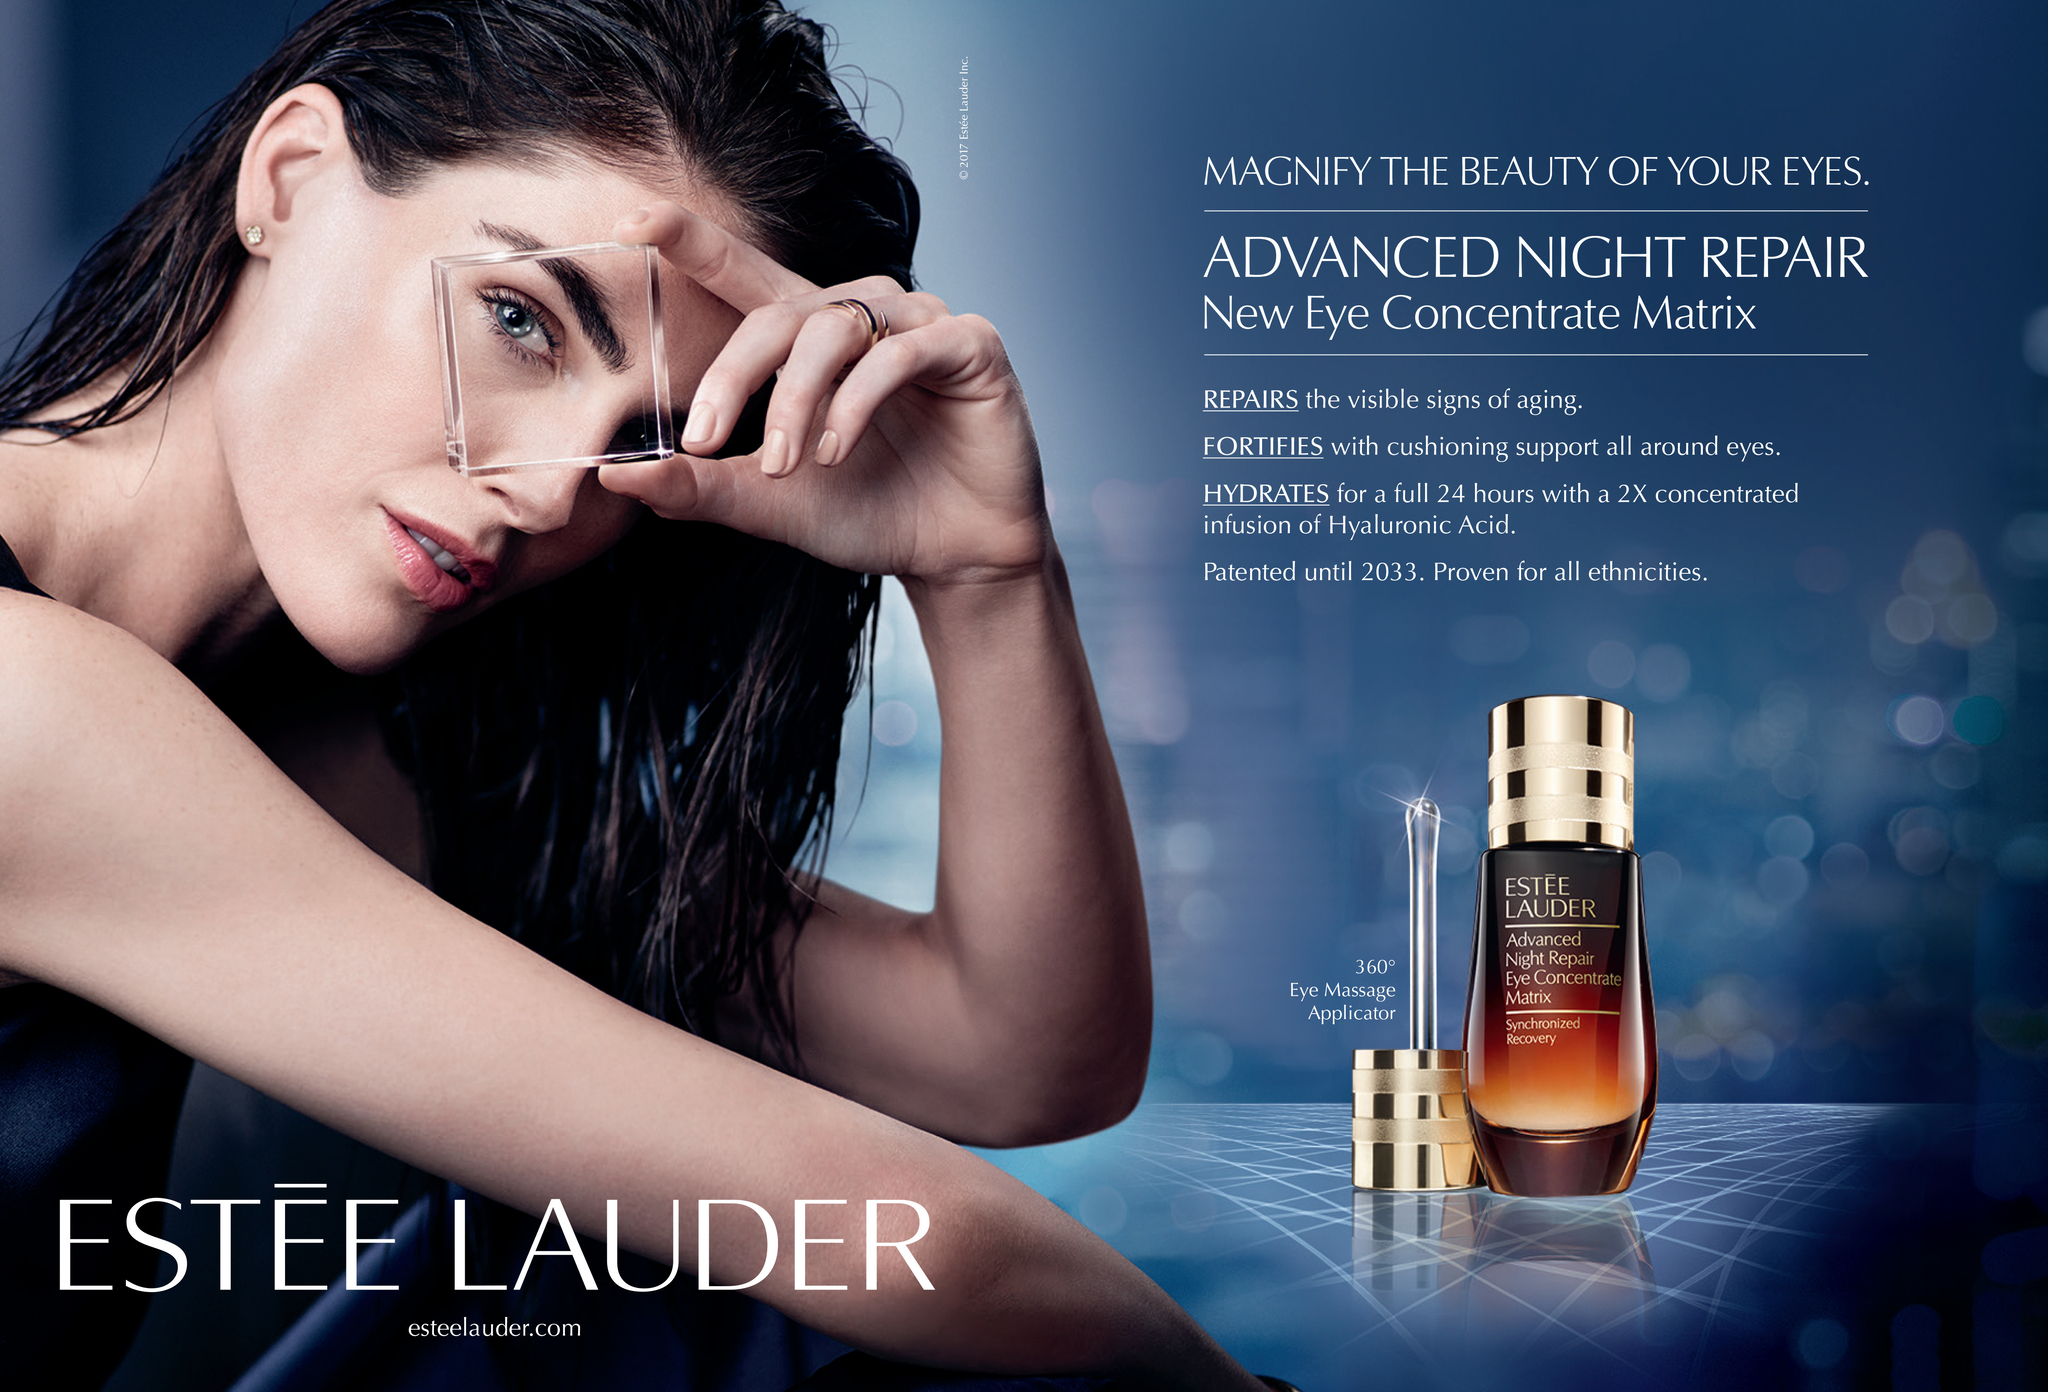 © 2017 Estée Lauder Inc.
MAGNIFY THE BEAUTY OF YOUR EYES.
ADVANCED NIGHT REPAIR
New Eye Concentrate Matrix
REPAIRS the visible signs of aging.
FORTIFIES with cushioning support all around eyes.
HYDRATES for a full 24 hours with a 2X concentrated
infusion of Hyaluronic Acid.
Patented until 2033. Proven for all ethnicities.
360°
Eye Massage
Applicator
ESTĒE
LAUDER
Advanced
Night Repair
Eye Concentrate
Matrix
Synchronized
Recovery
ESTĒE LAUDER
esteelauder.com